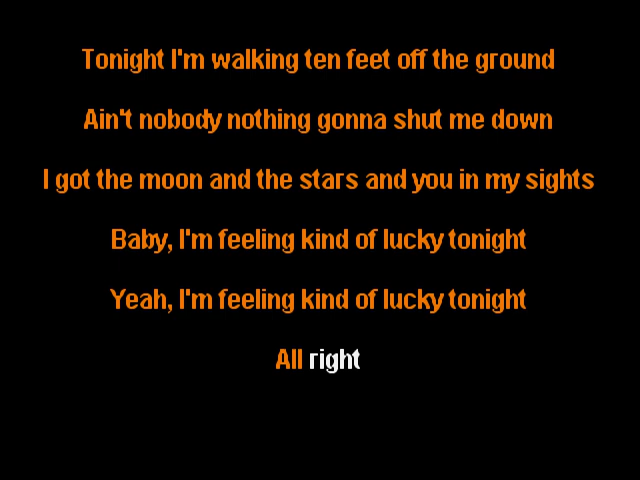 Tonight I'm walking ten feet off the ground
Ain't nobody nothing gonna shut me down
I got the moon and the stars and you in my sights
Baby, I'm feeling kind of lucky tonight
Yeah, I'm feeling kind of lucky tonight
All right